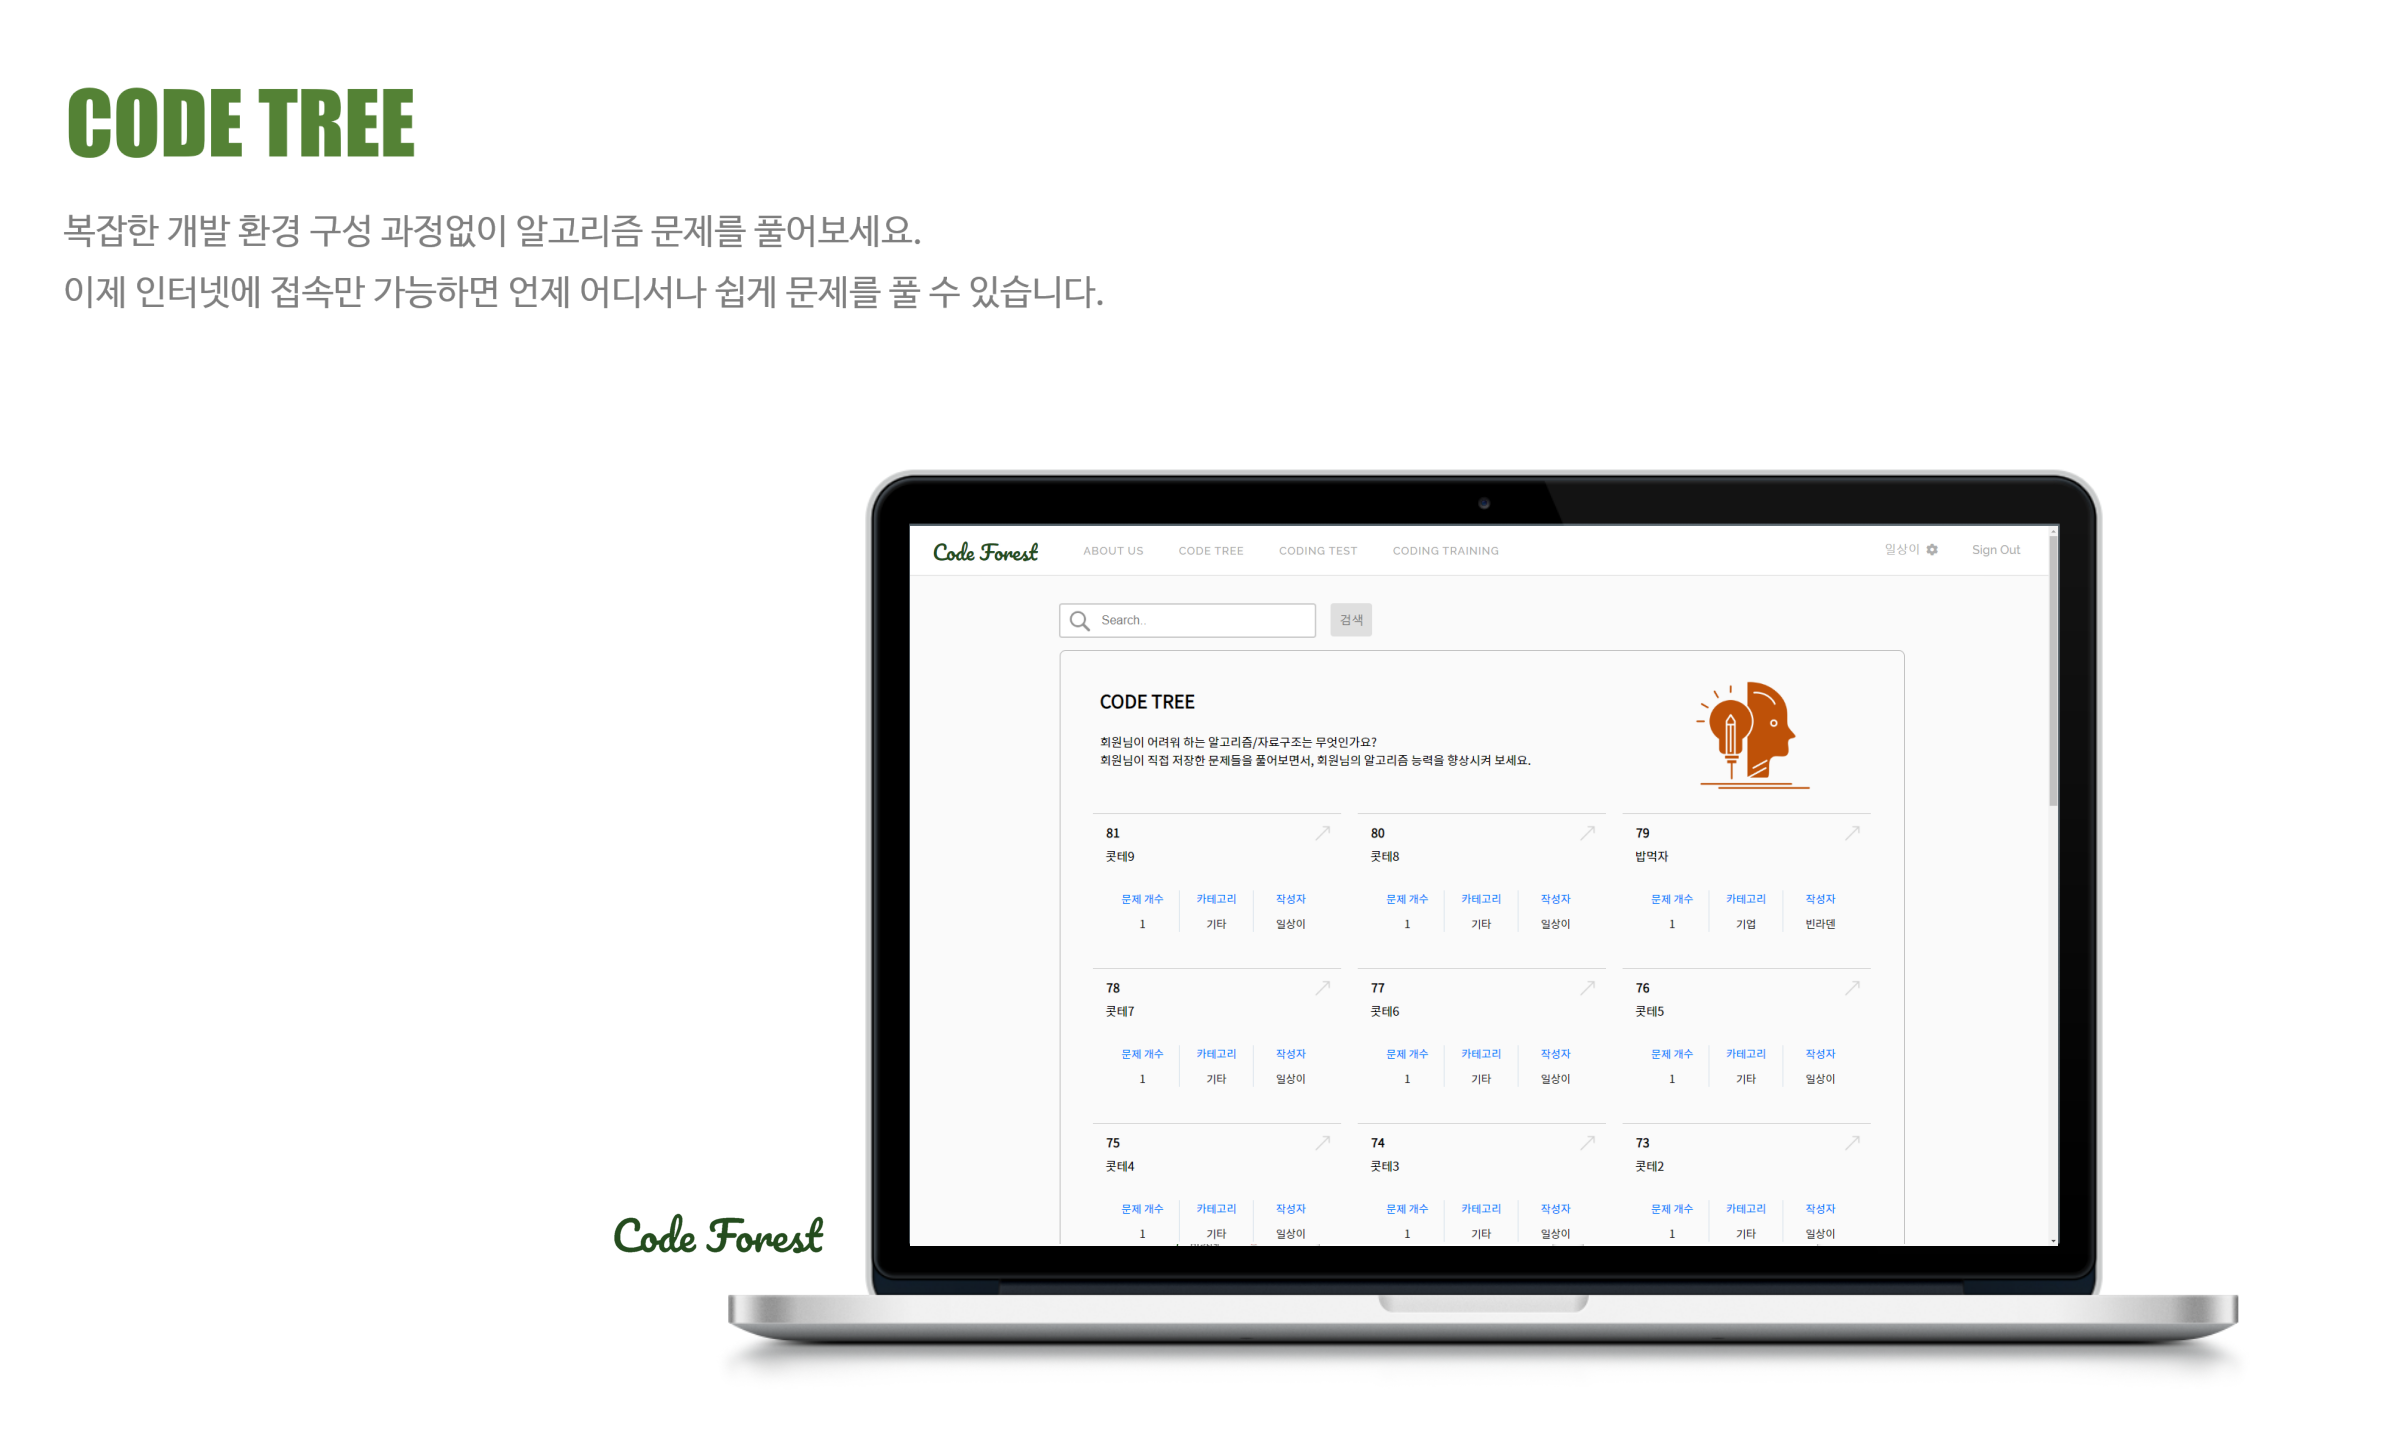 CODE TREE
복잡한 개발 환경 구성 과정없이 알고리즘 문제를 풀어보세요.
이제 인터넷에 접속만 가능하면 언제 어디서나 쉽게 문제를 풀 수 있습니다.
Code Forest ABOUT US CODE TREE CODING TEST CODING TRAINING 일상이 Sign Out
Search.. 검색
CODE TREE
회원님이 어려워 하는 알고리즘/자료구조는 무엇인가요?
회원님이 직접 저장한 문제들을 풀어보면서, 회원님의 알고리즘 능력을 향상시켜 보세요.
81 80 79
콧테9 콧테8 밥먹자
문제 개수 카테고리 작성자 문제 개수 카테고리 작성자 문제 개수 카테고리 작성자
1 기타 일상이 1 기타 일상이 1 기업 빈라덴
78 77 76
콧테7 콧테6 콧테5
문제 개수 카테고리 작성자 문제 개수 카테고리 작성자 문제 개수 카테고리 작성자
1 기타 일상이 1 기타 일상이 1 기타 일상이
75 74 73
콧테4 콧테3 콧테2
문제 개수 카테고리 작성자 문제 개수 카테고리 작성자 문제 개수 카테고리 작성자
1 기타 일상이 1 기타 일상이 1 기타 일상이
Code Forest